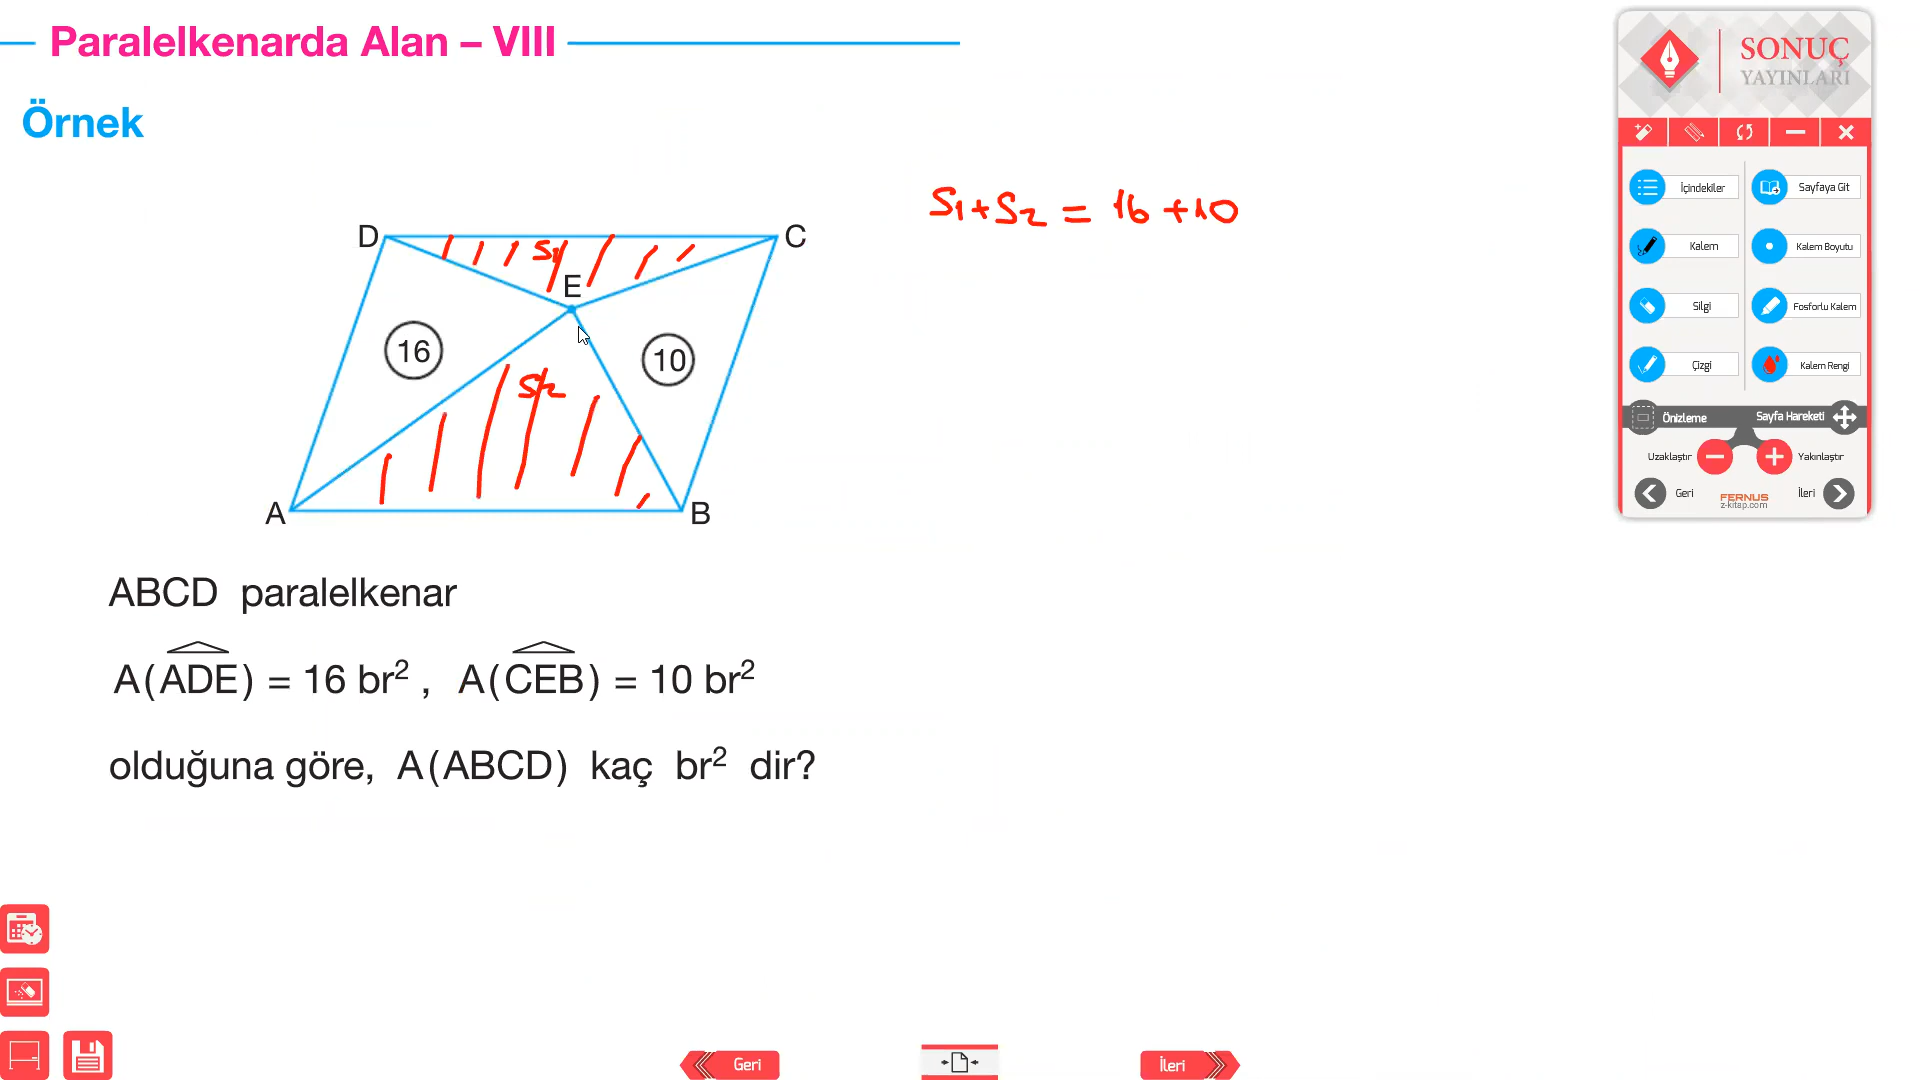 Paralelkenarda Alan – VIII
Örnek
S1+S2 = 16+10
D
C
S1
E
16
10
S2
A
B
ABCD paralelkenar
A(ADE) = 16 br², A(CEB) = 10 br²
olduğuna göre, A(ABCD) kaç br² dir?
SONUÇ
YAYINLARI
İçindekiler
Sayfaya Git
Kalem
Kalem Boyutu
Silgi
Fosforlu Kalem
Çizgi
Kalem Rengi
Önizleme
Sayfa Hareketi
Uzaklaştır
Yakınlaştır
Geri
FERNUS
z-kitap.com
İleri
Geri
İleri